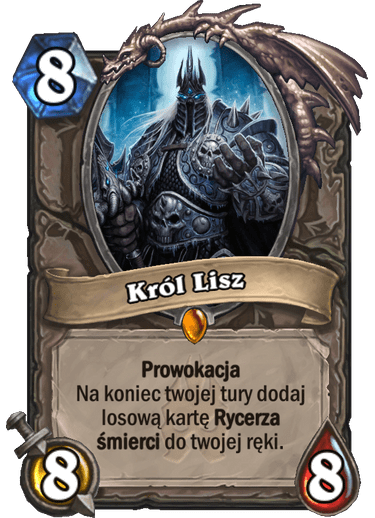 8
Król Lisz
Prowokacja
Na koniec twojej tury dodaj
losową kartę Rycerza
śmierci do twojej ręki.
8
8